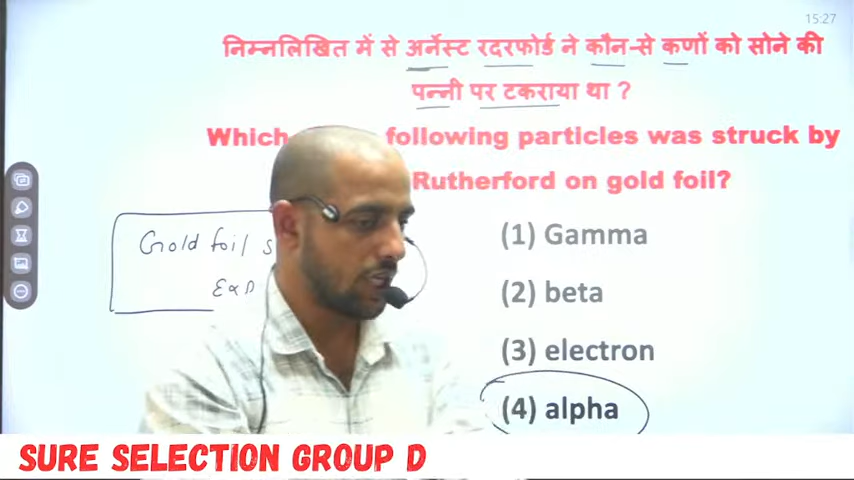 15:27
निम्नलिखित में से अर्नेस्ट रदरफोर्ड ने कौन-से कणों को सोने की
पन्नी पर टकराया था ?
Which following particles was struck by
Rutherford on gold foil?
Gold foil s
Exp
(1) Gamma
(2) beta
(3) electron
(4) alpha
SURE SELECTION GROUP D